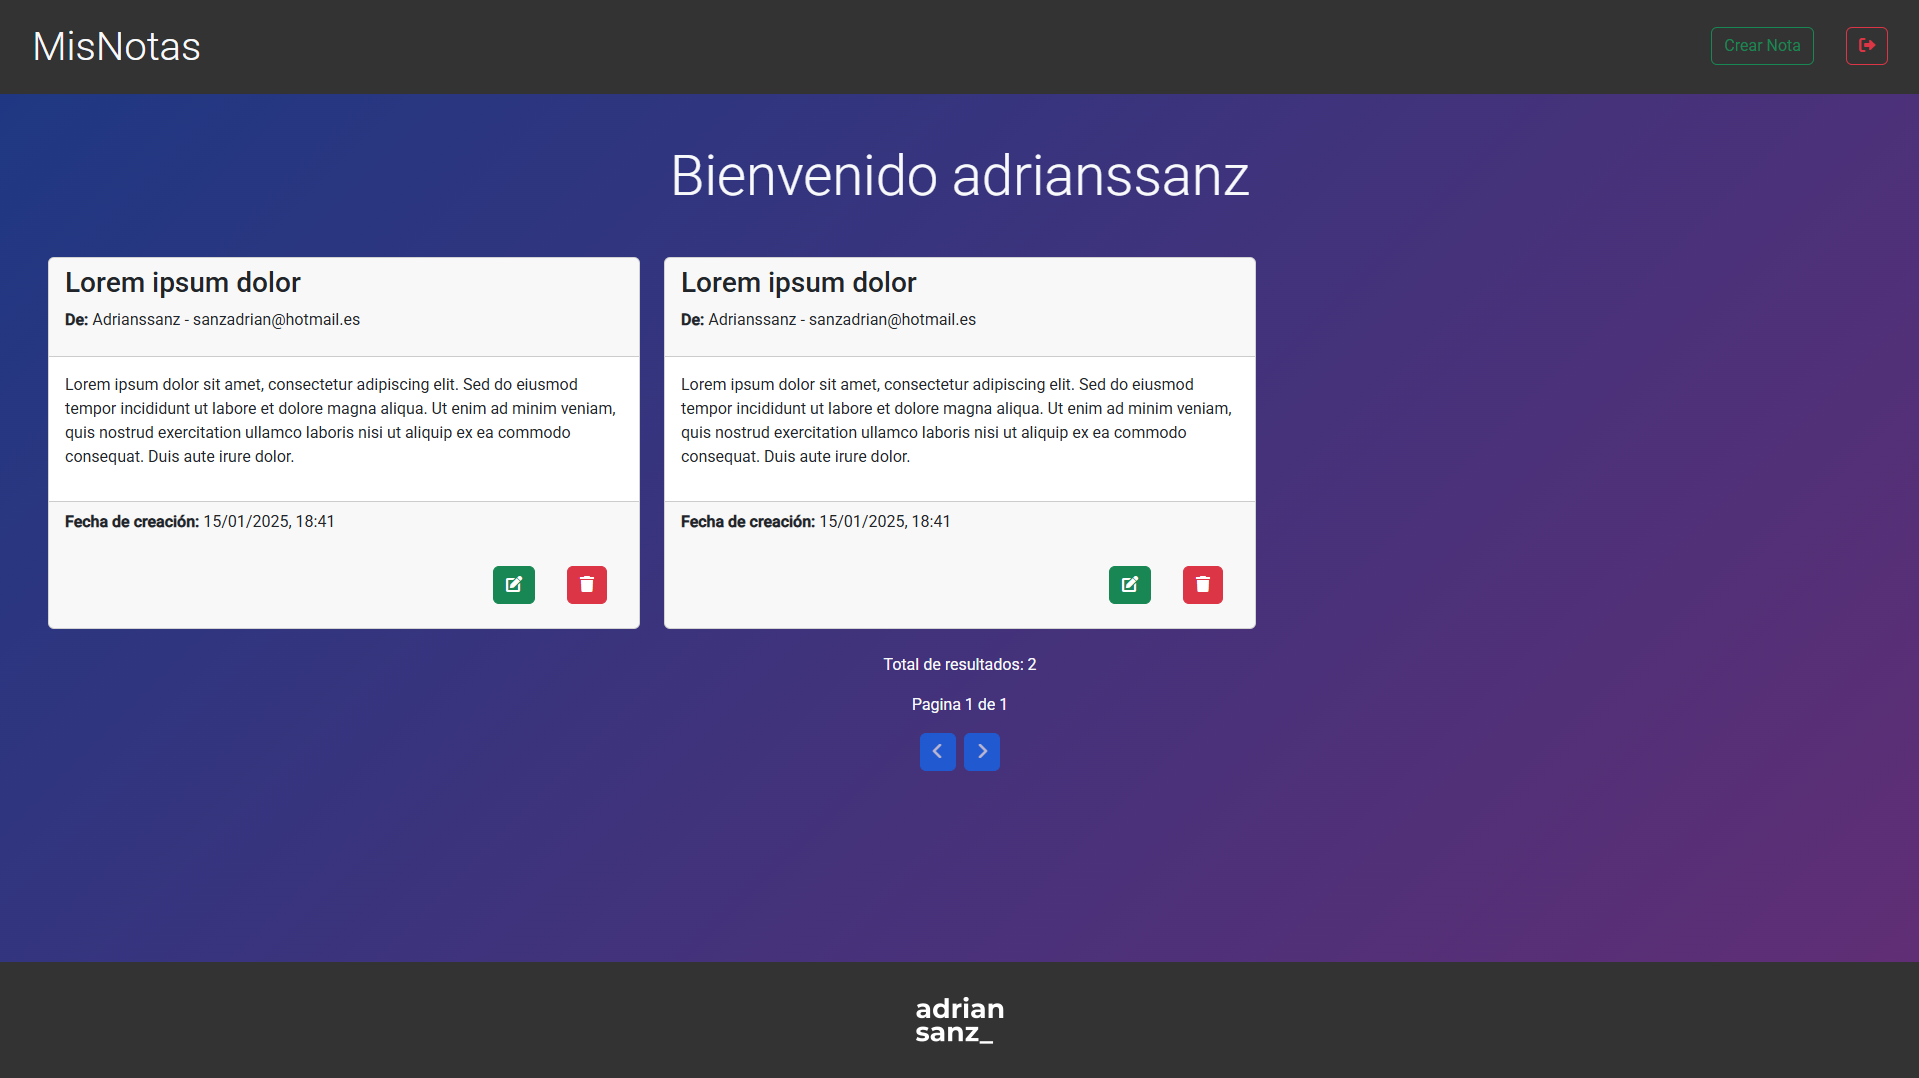 MisNotas
Crear Nota
Bienvenido adrianssanz
Lorem ipsum dolor
De: Adrianssanz - sanzadrian@hotmail.es
Lorem ipsum dolor sit amet, consectetur adipiscing elit. Sed do eiusmod
tempor incididunt ut labore et dolore magna aliqua. Ut enim ad minim veniam,
quis nostrud exercitation ullamco laboris nisi ut aliquip ex ea commodo
consequat. Duis aute irure dolor.
Fecha de creación: 15/01/2025, 18:41
Lorem ipsum dolor
De: Adrianssanz - sanzadrian@hotmail.es
Lorem ipsum dolor sit amet, consectetur adipiscing elit. Sed do eiusmod
tempor incididunt ut labore et dolore magna aliqua. Ut enim ad minim veniam,
quis nostrud exercitation ullamco laboris nisi ut aliquip ex ea commodo
consequat. Duis aute irure dolor.
Fecha de creación: 15/01/2025, 18:41
Total de resultados: 2
Pagina 1 de 1
adrian
sanz_